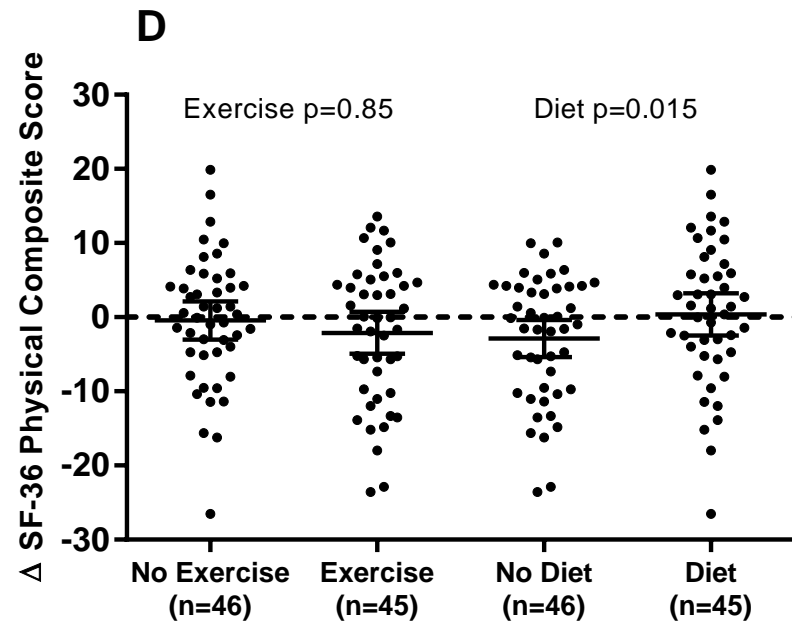 D
Δ SF-36 Physical Composite Score
30
20
10
0
-10
-20
-30
Exercise p=0.85
Diet p=0.015
No Exercise
(n=46)
Exercise
(n=45)
No Diet
(n=46)
Diet
(n=45)